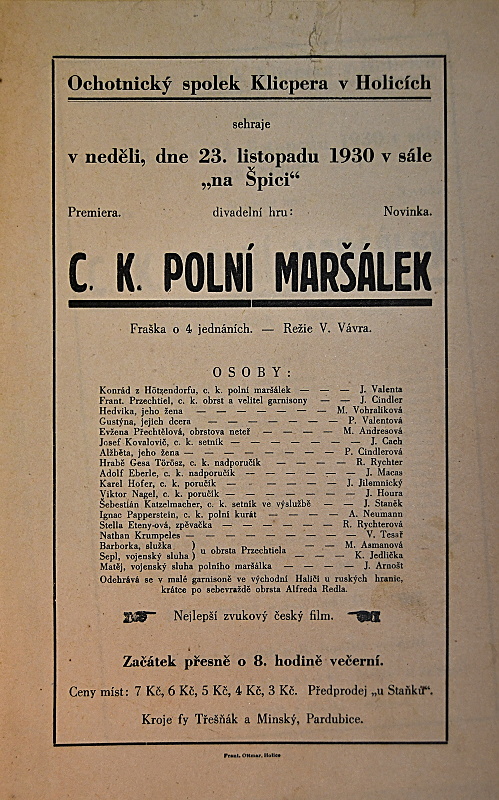 Ochotnický spolek Klicpera v Holicích
sehraje
v neděli, dne 23. listopadu 1930 v sále
„na Špici“
Premiera. divadelní hru: Novinka.
C. K. POLNÍ MARŠÁLEK
Fraška o 4 jednáních. — Režie V. Vávra.
OSOBY:
Konrád z Hötzendorfu, c. k. polní maršálek — — — J. Valenta
Frant. Przechtiel, c. k. obrst a velitel garnisony — — J. Cindler
Hedvika, jeho žena — — — — — — — M. Vohralíková
Gustýna, jejich dcera — — — — — — — P. Valentová
Evžena Přechtělová, obrstova neteř — — — — M. Andresová
Josef Kovalovič, c. k. setník — — — — — — J. Cach
Alžběta, jeho žena — — — — — — — P. Cindlerová
Hrabě Gesa Törösz, c. k. nadporučík — — — — R. Rychter
Adolf Eberle, c. k. nadporučík — — — — — J. Macas
Karel Hofer, c. k. poručík — — — — — J. Jilemnický
Viktor Nagel, c. k. poručík — — — — — — J. Houra
Šebestián Katzelmacher, c. k. setník ve výslužbě — J. Staněk
Ignac Papperstein, c. k. polní kurát — — — — A. Neumann
Stella Eteny-ová, zpěvačka — — — — — R. Rychterová
Nathan Krumpeles — — — — — — — — V. Tesař
Barborka, služka ) u obrsta Przechtiela — — — M. Asmanová
Sepl, vojenský sluha ) — — — K. Jedlička
Matěj, vojenský sluha polního maršálka — — — — J. Arnošt
Odehrává se v malé garnisoně ve východní Haliči u ruských hranic,
krátce po sebevraždě obrsta Alfreda Redla.
Nejlepší zvukový český film.
Začátek přesně o 8. hodině večerní.
Ceny míst: 7 Kč, 6 Kč, 5 Kč, 4 Kč, 3 Kč. Předprodej „u Staňků“.
Kroje fy Třešňák a Minský, Pardubice.
Frant. Ottmar, Holice